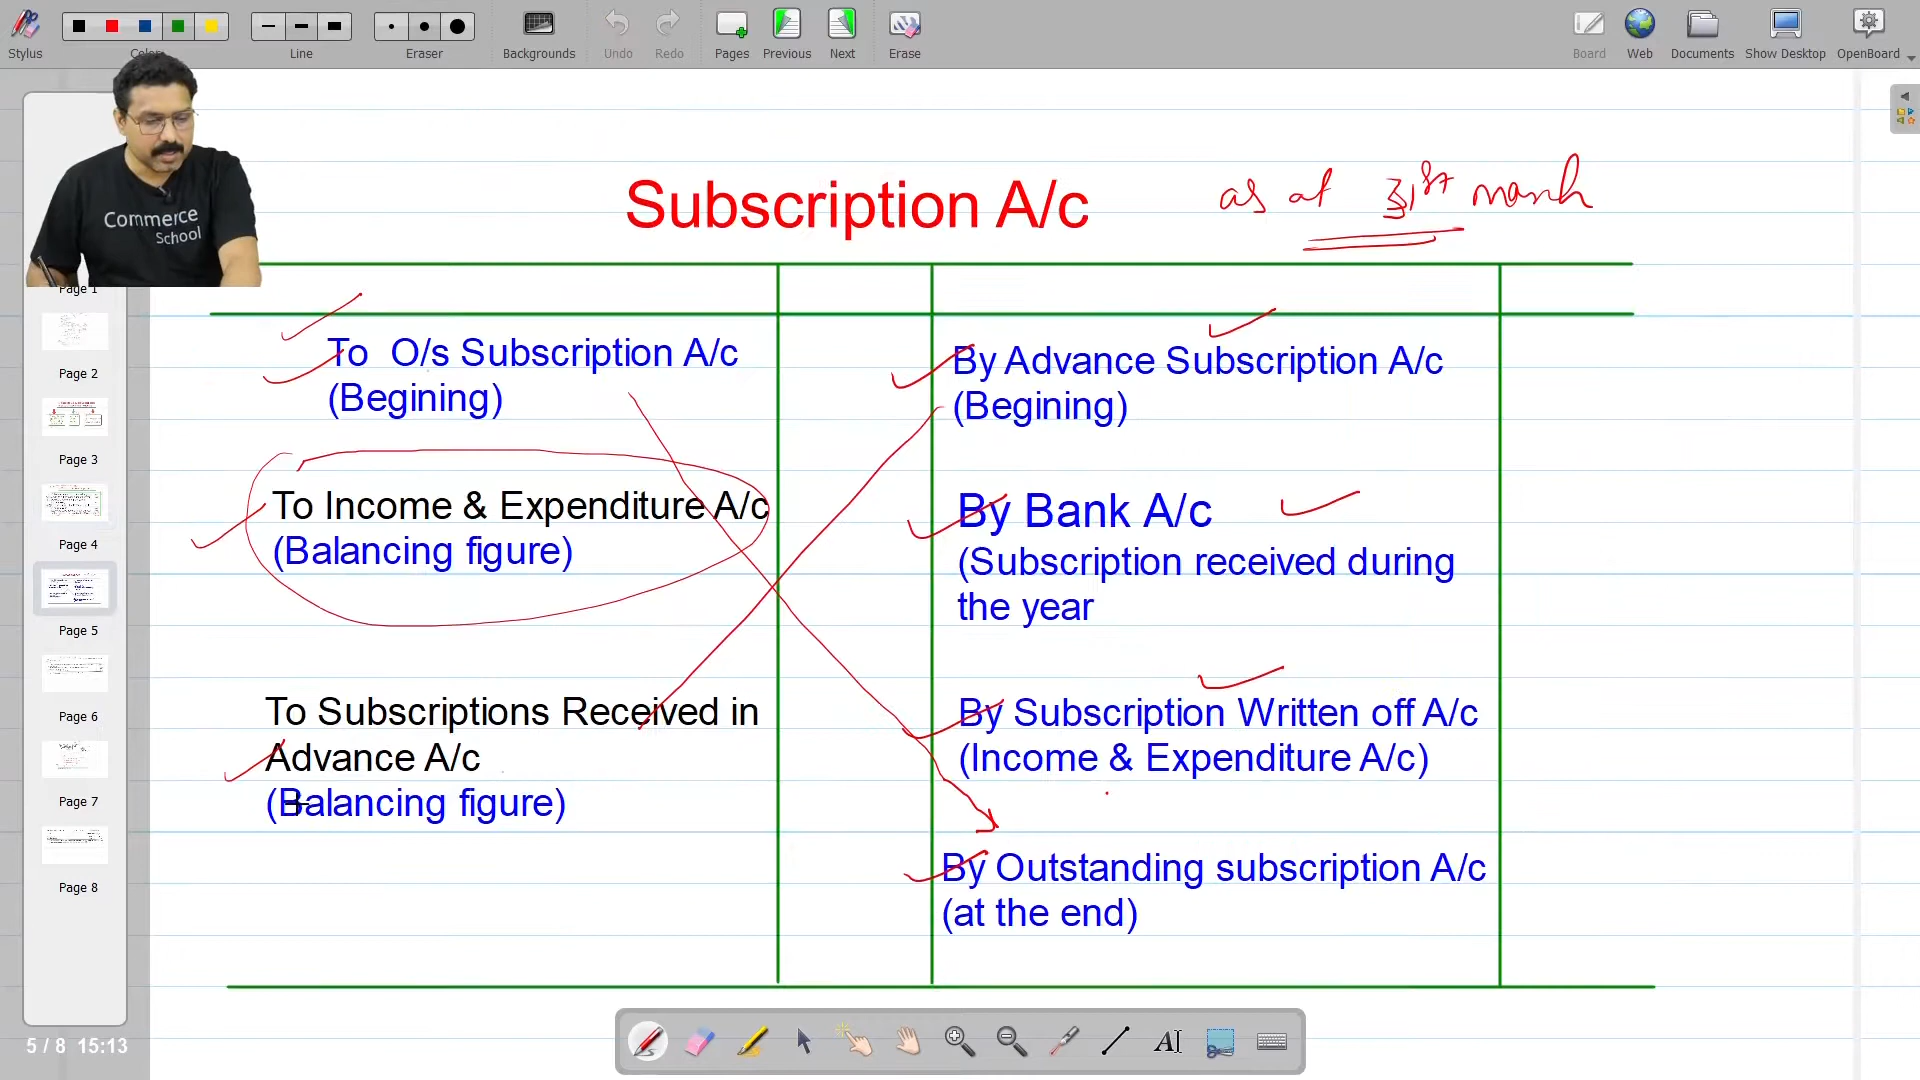 Stylus
Color
Line
Eraser
Backgrounds
Undo
Redo
Pages
Previous
Next
Erase
Board
Web
Documents
Show Desktop
OpenBoard
Commerce
School
Subscription A/c
as at 31st march
To O/s Subscription A/c
(Begining)
To Income & Expenditure A/c
(Balancing figure)
To Subscriptions Received in
Advance A/c
(Balancing figure)
By Advance Subscription A/c
(Begining)
By Bank A/c
(Subscription received during
the year
By Subscription Written off A/c
(Income & Expenditure A/c)
By Outstanding subscription A/c
(at the end)
Page 1
Page 2
Page 3
Page 4
Page 5
Page 6
Page 7
Page 8
5 / 8 15:13